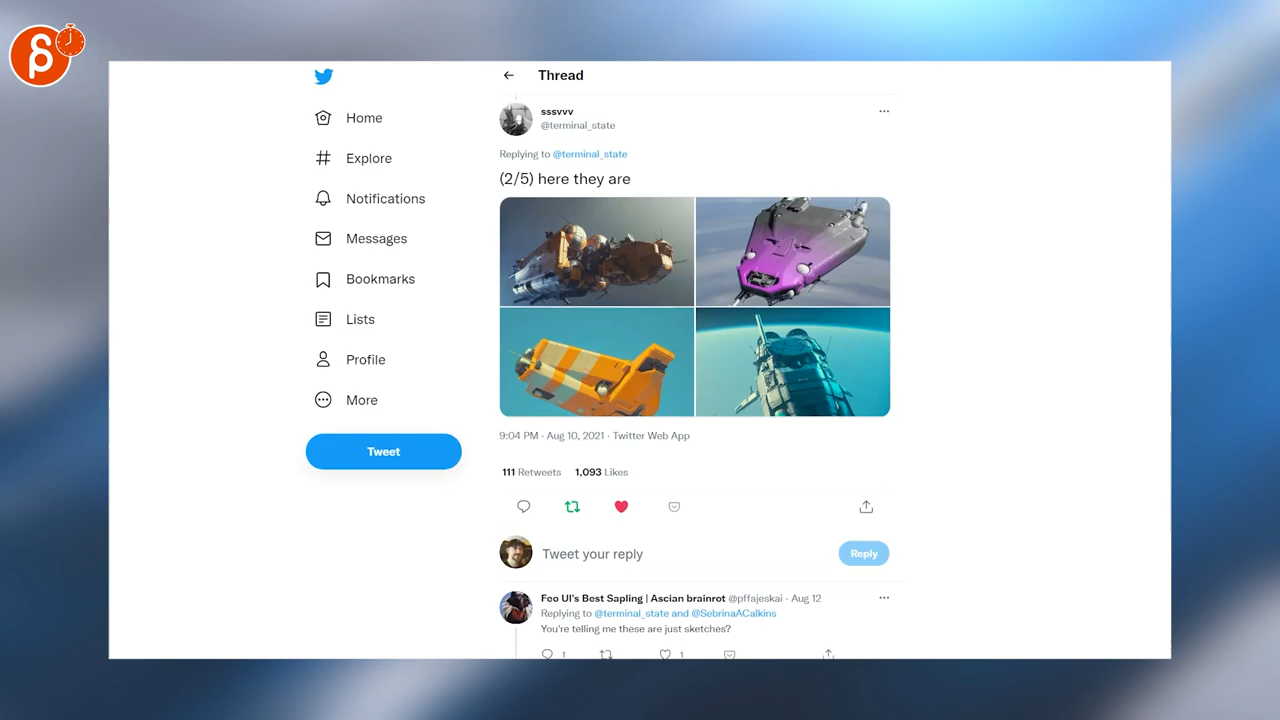 Thread
Home
Explore
Notifications
Messages
Bookmarks
Lists
Profile
More
Tweet
sssvvv
@terminal_state
Replying to @terminal_state
(2/5) here they are
9:04 PM · Aug 10, 2021 · Twitter Web App
111 Retweets 1,093 Likes
Tweet your reply
Reply
Feo Ul's Best Sapling | Ascian brainrot @pffajeskai · Aug 12
Replying to @terminal_state and @SebrinaACalkins
You're telling me these are just sketches?
1 1